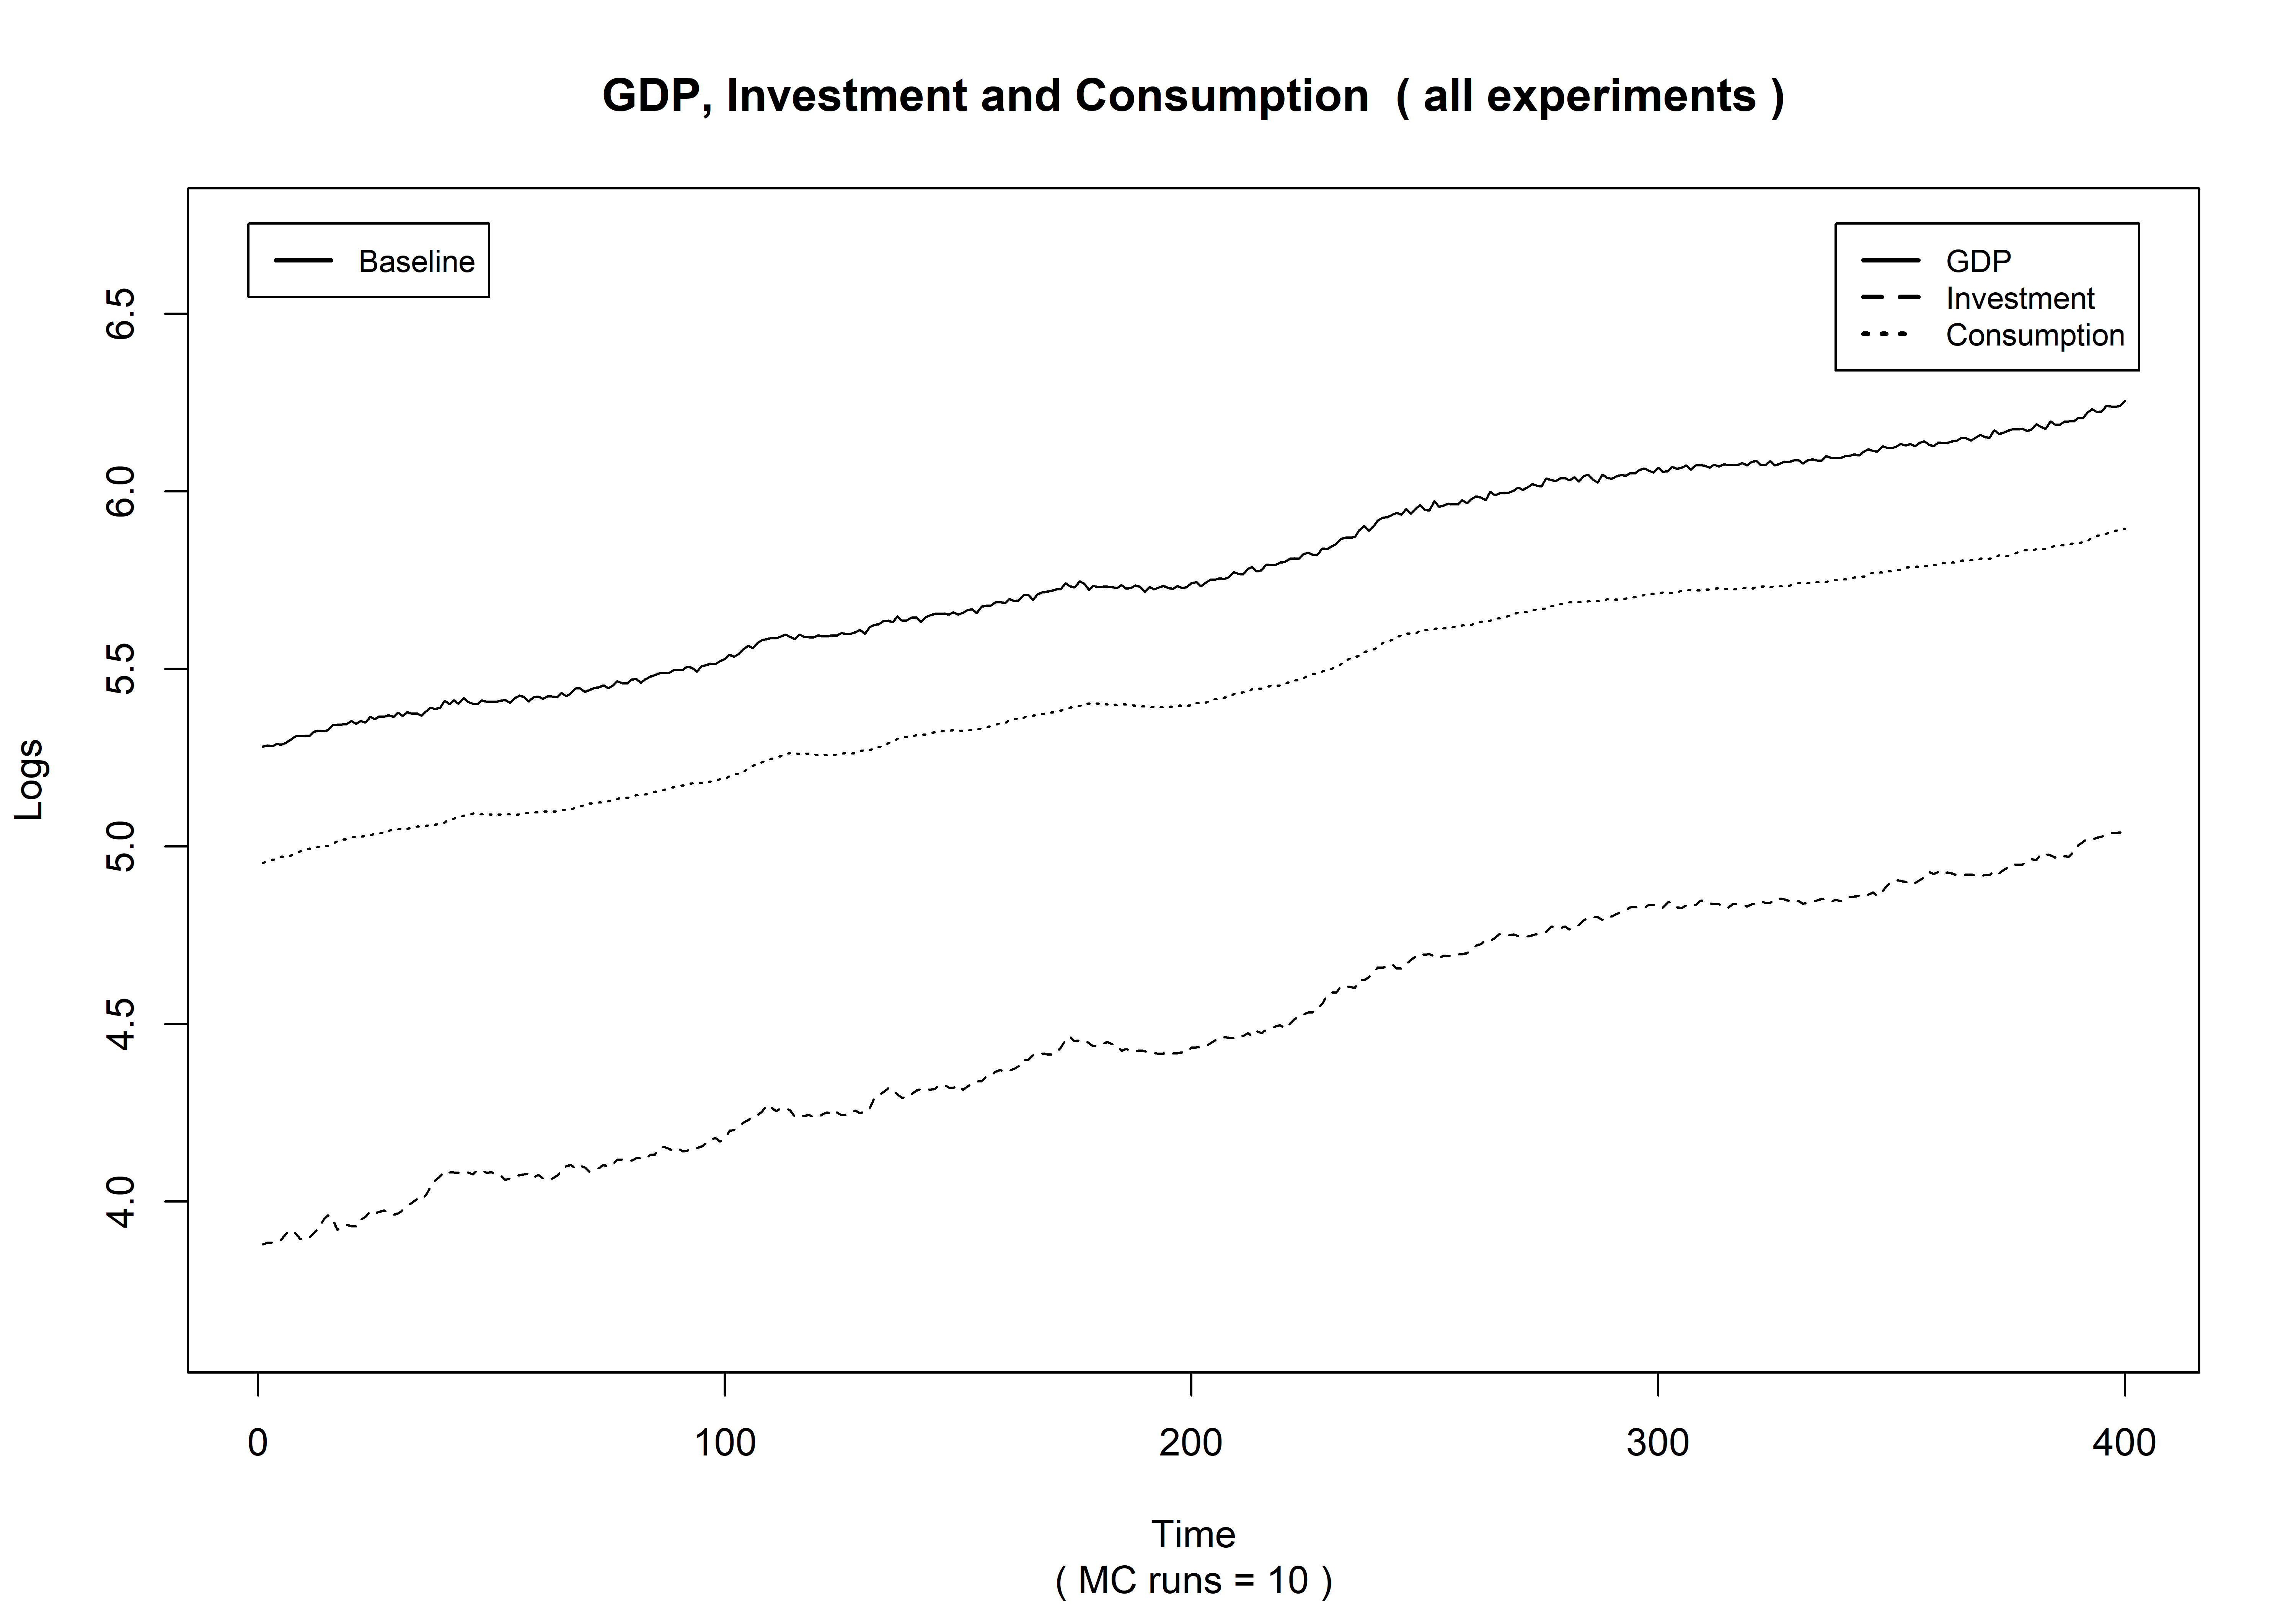 GDP, Investment and Consumption ( all experiments )
Baseline
GDP
Investment
Consumption
Logs
6.5
6.0
5.5
5.0
4.5
4.0
0 100 200 300 400
Time
( MC runs = 10 )